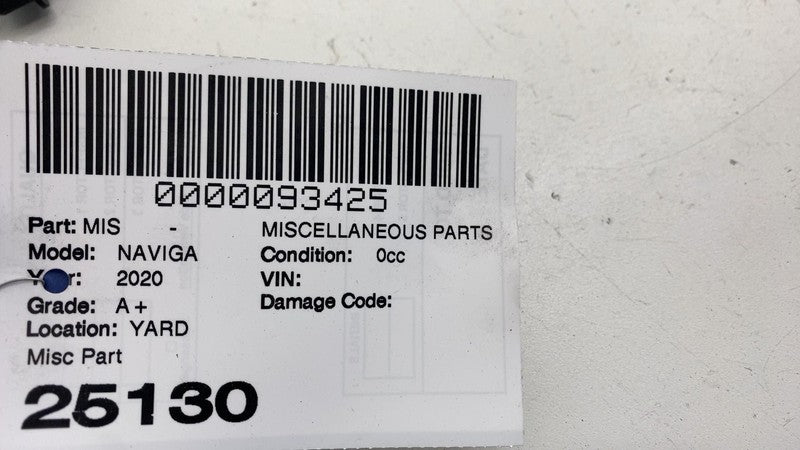 0000093425
Part: MIS - MISCELLANEOUS PARTS
Model: NAVIGA Condition: 0cc
Year: 2020 VIN:
Grade: A+ Damage Code:
Location: YARD
Misc Part
25130